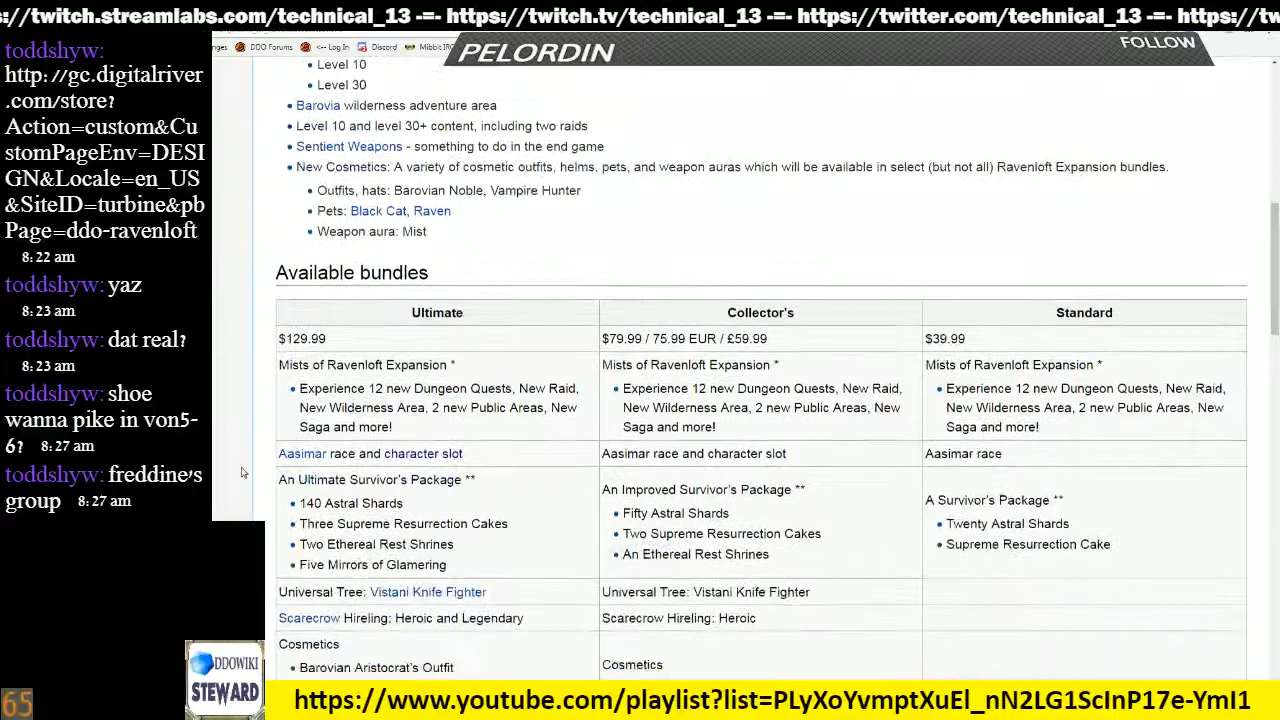 s://twitch.streamlabs.com/technical_13 -=- https://twitch.tv/technical_13 -=- https://twitter.com/technical_13 -=- https://tw
nges DDO Forums <-- Log In Discord Mibbit IRC
PELORDIN
FOLLOW
toddshyw:
http://gc.digitalriver
.com/store?
Action=custom&Cu
stomPageEnv=DESI
GN&Locale=en_US
&SiteID=turbine&pb
Page=ddo-ravenloft
8:22 am
toddshyw: yaz
8:23 am
toddshyw: dat real?
8:23 am
toddshyw: shoe
wanna pike in von5-
6? 8:27 am
toddshyw: freddine's
group 8:27 am
Level 10
Level 30
Barovia wilderness adventure area
Level 10 and level 30+ content, including two raids
Sentient Weapons - something to do in the end game
New Cosmetics: A variety of cosmetic outfits, helms, pets, and weapon auras which will be available in select (but not all) Ravenloft Expansion bundles.
Outfits, hats: Barovian Noble, Vampire Hunter
Pets: Black Cat, Raven
Weapon aura: Mist
Available bundles
Ultimate Collector's Standard
$129.99 $79.99 / 75.99 EUR / £59.99 $39.99
Mists of Ravenloft Expansion * Mists of Ravenloft Expansion * Mists of Ravenloft Expansion *
Experience 12 new Dungeon Quests, New Raid, Experience 12 new Dungeon Quests, New Raid, Experience 12 new Dungeon Quests, New Raid,
New Wilderness Area, 2 new Public Areas, New New Wilderness Area, 2 new Public Areas, New New Wilderness Area, 2 new Public Areas, New
Saga and more! Saga and more! Saga and more!
Aasimar race and character slot Aasimar race and character slot Aasimar race
An Ultimate Survivor's Package **
140 Astral Shards
Three Supreme Resurrection Cakes
Two Ethereal Rest Shrines
Five Mirrors of Glamering
An Improved Survivor's Package **
Fifty Astral Shards
Two Supreme Resurrection Cakes
An Ethereal Rest Shrines
A Survivor's Package **
Twenty Astral Shards
Supreme Resurrection Cake
Universal Tree: Vistani Knife Fighter Universal Tree: Vistani Knife Fighter
Scarecrow Hireling: Heroic and Legendary Scarecrow Hireling: Heroic
Cosmetics
Barovian Aristocrat's Outfit
Cosmetics
DDOWIKI
STEWARD
65
https://www.youtube.com/playlist?list=PLyXoYvmptXuEl_nN2LG1ScInP17e-YmI1